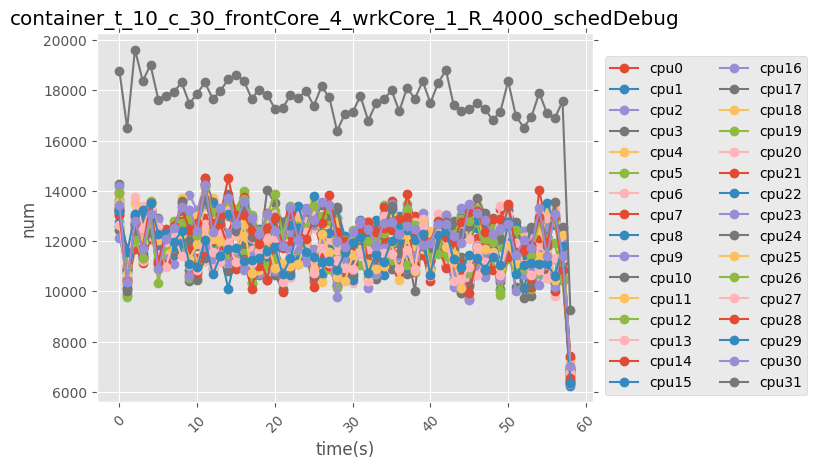 container_t_10_c_30_frontCore_4_wrkCore_1_R_4000_schedDebug
20000
18000
16000
14000
12000
10000
8000
6000
num
0
10
20
30
40
50
60
time(s)
cpu0
cpu1
cpu2
cpu3
cpu4
cpu5
cpu6
cpu7
cpu8
cpu9
cpu10
cpu11
cpu12
cpu13
cpu14
cpu15
cpu16
cpu17
cpu18
cpu19
cpu20
cpu21
cpu22
cpu23
cpu24
cpu25
cpu26
cpu27
cpu28
cpu29
cpu30
cpu31